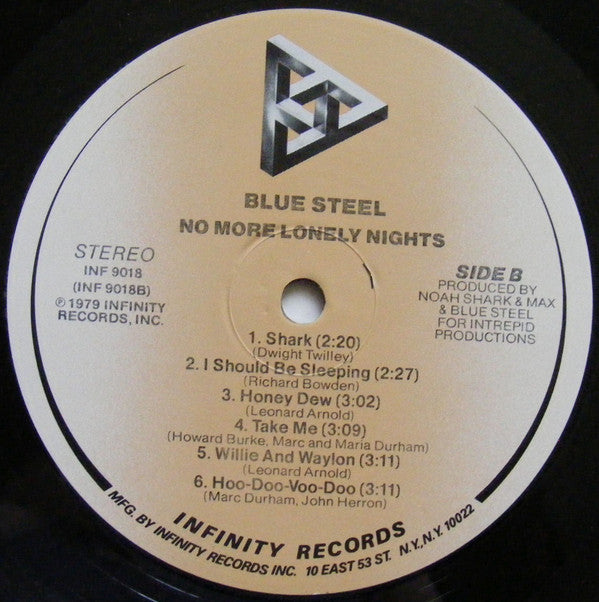 BLUE STEEL
NO MORE LONELY NIGHTS
STEREO
INF 9018
(INF 9018B)
℗ 1979 INFINITY
RECORDS, INC.
SIDE B
PRODUCED BY
NOAH SHARK & MAX
& BLUE STEEL
FOR INTREPID
PRODUCTIONS
1. Shark (2:20)
(Dwight Twilley)
2. I Should Be Sleeping (2:27)
(Richard Bowden)
3. Honey Dew (3:02)
(Leonard Arnold)
4. Take Me (3:09)
(Howard Burke, Marc and Maria Durham)
5. Willie And Waylon (3:11)
(Leonard Arnold)
6. Hoo-Doo-Voo-Doo (3:11)
(Marc Durham, John Herron)
INFINITY RECORDS
MFG. BY INFINITY RECORDS INC. 10 EAST 53 ST. N.Y., N.Y. 10022